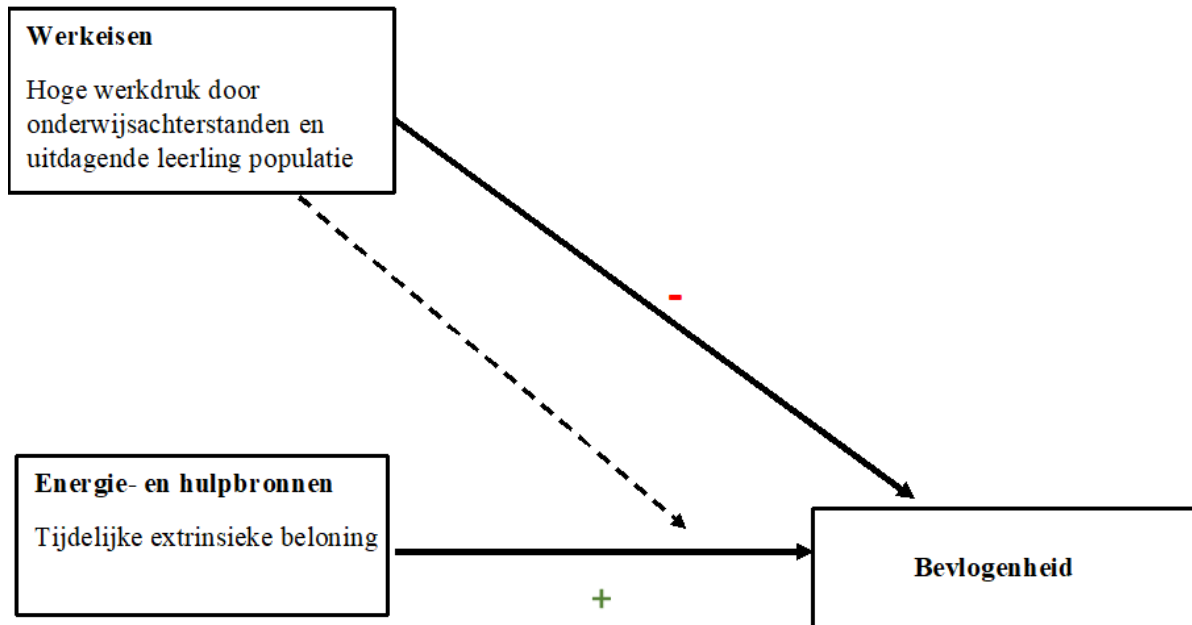 Werkeisen
Hoge werkdruk door
onderwijsachterstanden en
uitdagende leerling populatie
-
Energie- en hulpbronnen
Tijdelijke extrinsieke beloning
Bevlogenheid
+